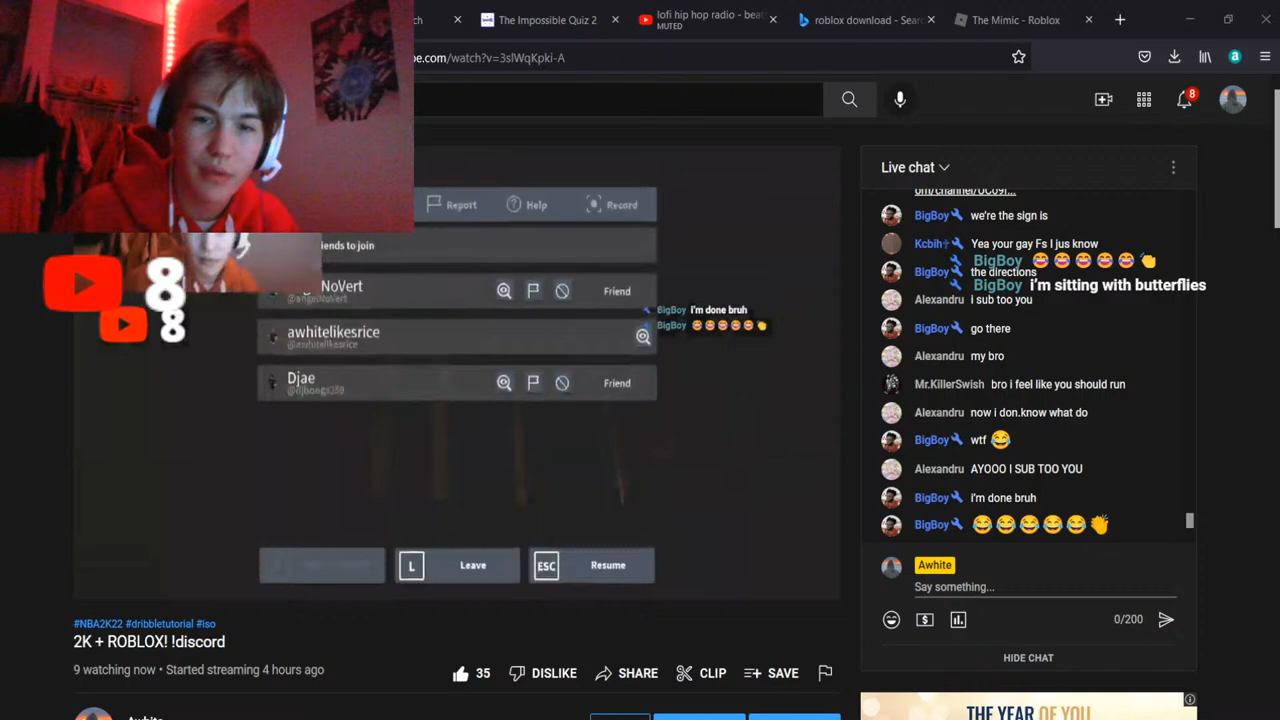 ch
The Impossible Quiz 2
lofi hip hop radio - beat
MUTED
roblox download - Sear
The Mimic - Roblox
be.com/watch?v=3slWqKpki-A
8
Report
Help
Record
iends to join
NoVert
@angelNoVert
Friend
awhitelikesrice
@awhitelikesrice
Djae
Friend
BigBoy I'm done bruh
BigBoy 😂😂😂😂😂👏
8
8
L Leave
ESC Resume
Live chat
BigBoy we're the sign is
Kcbih Yea your gay Fs I jus know
BigBoy 😂😂😂😂😂👏
BigBoy the directions
BigBoy i'm sitting with butterflies
Alexandru i sub too you
BigBoy go there
Alexandru my bro
Mr.KillerSwish bro i feel like you should run
Alexandru now i don.know what do
BigBoy wtf 😂
Alexandru AYOOO I SUB TOO YOU
BigBoy i'm done bruh
BigBoy 😂😂😂😂😂👏
Awhite
Say something...
0/200
HIDE CHAT
#NBA2K22 #dribbletutorial #iso
2K + ROBLOX! !discord
9 watching now • Started streaming 4 hours ago
35 DISLIKE SHARE CLIP SAVE
Awhite
THE YEAR OF YOU